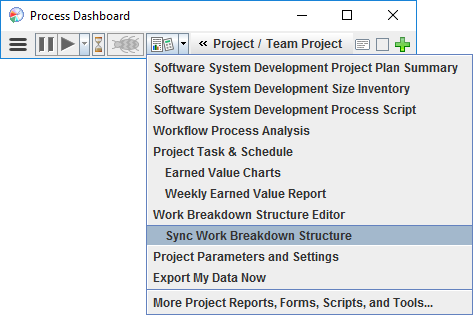 Process Dashboard
« Project / Team Project
Software System Development Project Plan Summary
Software System Development Size Inventory
Software System Development Process Script
Workflow Process Analysis
Project Task & Schedule
Earned Value Charts
Weekly Earned Value Report
Work Breakdown Structure Editor
Sync Work Breakdown Structure
Project Parameters and Settings
Export My Data Now
More Project Reports, Forms, Scripts, and Tools...